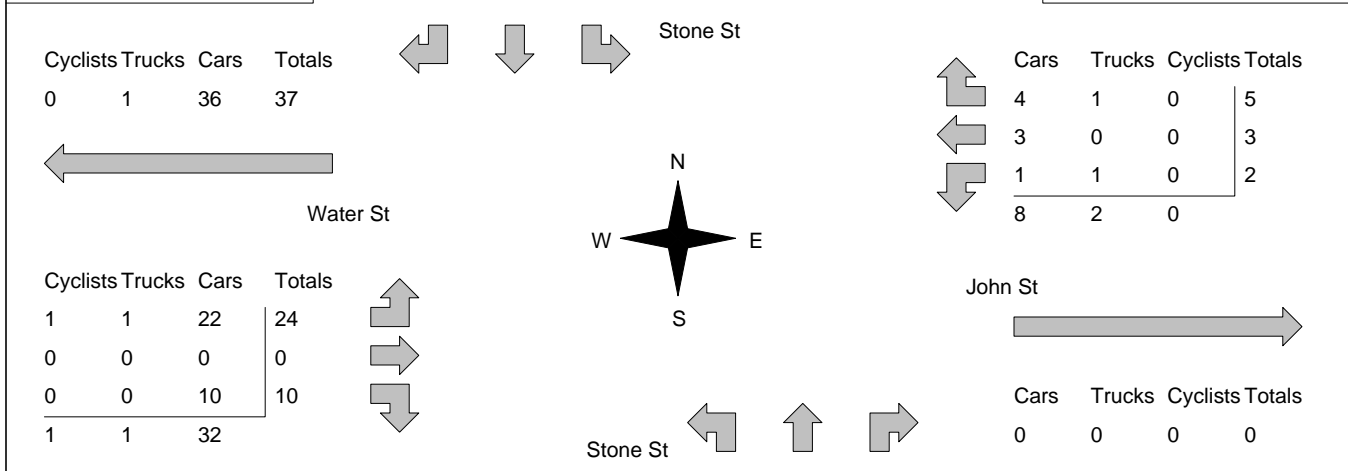 Stone St
Cyclists Trucks Cars Totals
0 1 36 37
Cars Trucks Cyclists Totals
4 1 0 5
3 0 0 3
1 1 0 2
8 2 0
Water St
N
W E
S
Cyclists Trucks Cars Totals
1 1 22 24
0 0 0 0
0 0 10 10
1 1 32
John St
Cars Trucks Cyclists Totals
0 0 0 0
Stone St